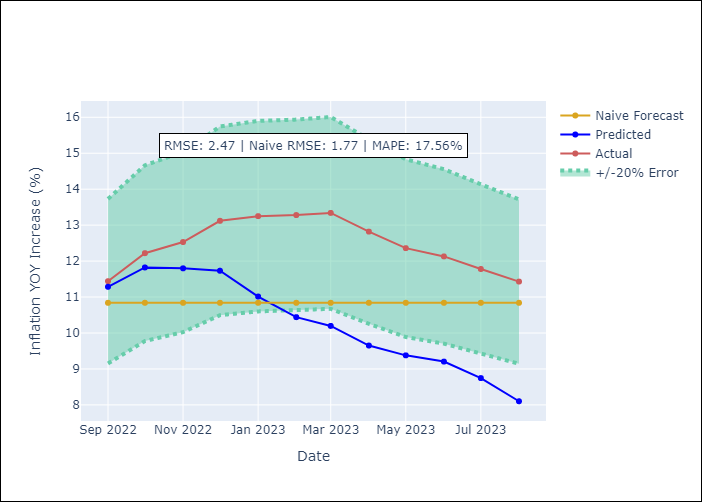 16
15
14
13
12
11
10
9
8
Inflation YOY Increase (%)
RMSE: 2.47 | Naive RMSE: 1.77 | MAPE: 17.56%
Sep 2022
Nov 2022
Jan 2023
Mar 2023
May 2023
Jul 2023
Date
Naive Forecast
Predicted
Actual
+/-20% Error